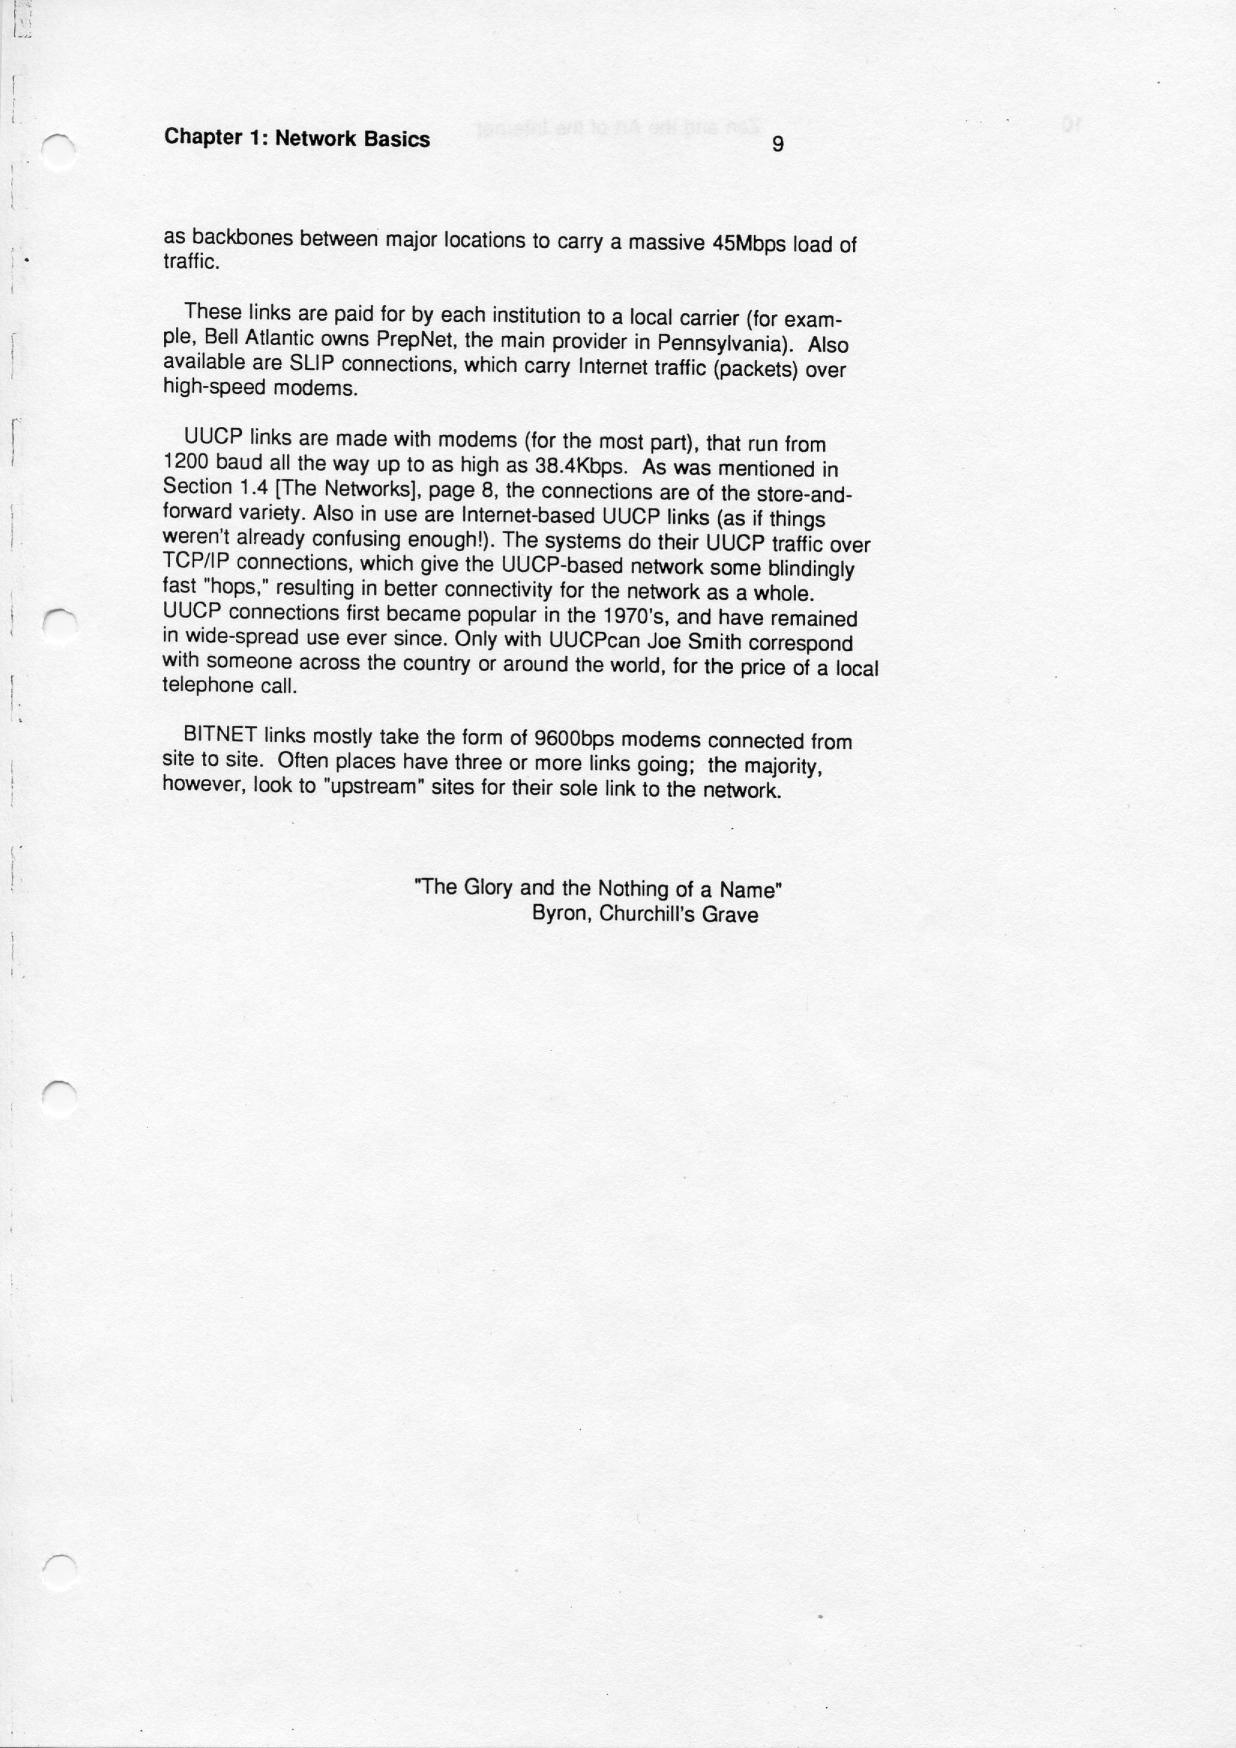 Chapter 1: Network Basics 9
as backbones between major locations to carry a massive 45Mbps load of
traffic.
These links are paid for by each institution to a local carrier (for exam-
ple, Bell Atlantic owns PrepNet, the main provider in Pennsylvania). Also
available are SLIP connections, which carry Internet traffic (packets) over
high-speed modems.
UUCP links are made with modems (for the most part), that run from
1200 baud all the way up to as high as 38.4Kbps. As was mentioned in
Section 1.4 [The Networks], page 8, the connections are of the store-and-
forward variety. Also in use are Internet-based UUCP links (as if things
weren't already confusing enough!). The systems do their UUCP traffic over
TCP/IP connections, which give the UUCP-based network some blindingly
fast "hops," resulting in better connectivity for the network as a whole.
UUCP connections first became popular in the 1970's, and have remained
in wide-spread use ever since. Only with UUCPcan Joe Smith correspond
with someone across the country or around the world, for the price of a local
telephone call.
BITNET links mostly take the form of 9600bps modems connected from
site to site. Often places have three or more links going; the majority,
however, look to "upstream" sites for their sole link to the network.
"The Glory and the Nothing of a Name"
Byron, Churchill's Grave